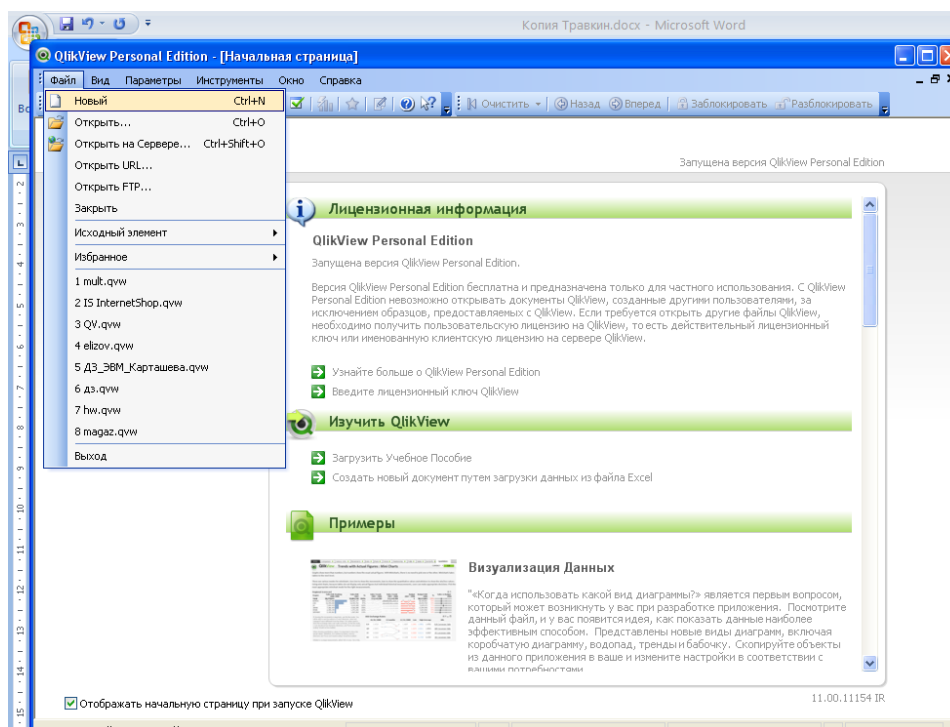 Копия Травкин.docx - Microsoft Word
QlikView Personal Edition - [Начальная страница]
Файл Вид Параметры Инструменты Окно Справка
Новый Ctrl+N
Очистить Назад Вперед Заблокировать Разблокировать
Открыть... Ctrl+O
Открыть на Сервере... Ctrl+Shift+O
Открыть URL...
Открыть FTP...
Закрыть
Исходный элемент
Избранное
1 mult.qvw
2 IS InternetShop.qvw
3 QV.qvw
4 elizov.qvw
5 ДЗ_ЭВМ_Карташева.qvw
6 дз.qvw
7 hw.qvw
8 magaz.qvw
Выход
Запущена версия QlikView Personal Edition
Лицензионная информация
QlikView Personal Edition
Запущена версия QlikView Personal Edition.
Версия QlikView Personal Edition бесплатна и предназначена только для частного использования. С QlikView
Personal Edition невозможно открывать документы QlikView, созданные другими пользователями, за
исключением образцов, предоставляемых с QlikView. Если требуется открыть другие файлы QlikView,
необходимо получить пользовательскую лицензию на QlikView, то есть действительный лицензионный
ключ или именованную клиентскую лицензию на сервере QlikView.
Узнайте больше о QlikView Personal Edition
Введите лицензионный ключ QlikView
Изучить QlikView
Загрузить Учебное Пособие
Создать новый документ путем загрузки данных из файла Excel
Примеры
Визуализация Данных
"«Когда использовать какой вид диаграммы?» является первым вопросом,
который может возникнуть у вас при разработке приложения. Посмотрите
данный файл, и у вас появится идея, как показать данные наиболее
эффективным способом. Представлены новые виды диаграмм, включая
коробчатую диаграмму, водопад, тренды и бабочку. Скопируйте объекты
из данного приложения в ваше и измените настройки в соответствии с
вашими потребностями.
Отображать начальную страницу при запуске QlikView
11.00.11154 IR